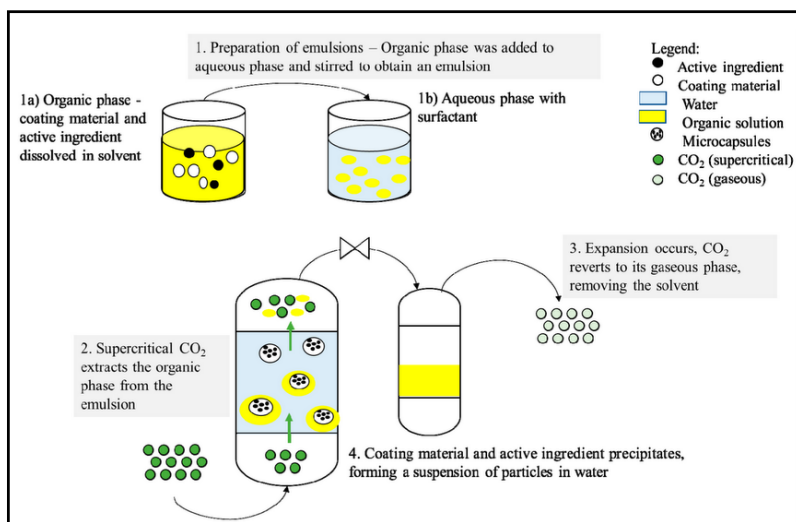 1. Preparation of emulsions – Organic phase was added to
aqueous phase and stirred to obtain an emulsion
Legend:
Active ingredient
Coating material
Water
Organic solution
Microcapsules
CO₂ (supercritical)
CO₂ (gaseous)
1a) Organic phase -
coating material and
active ingredient
dissolved in solvent
1b) Aqueous phase with
surfactant
3. Expansion occurs, CO₂
reverts to its gaseous phase,
removing the solvent
2. Supercritical CO₂
extracts the organic
phase from the
emulsion
4. Coating material and active ingredient precipitates,
forming a suspension of particles in water